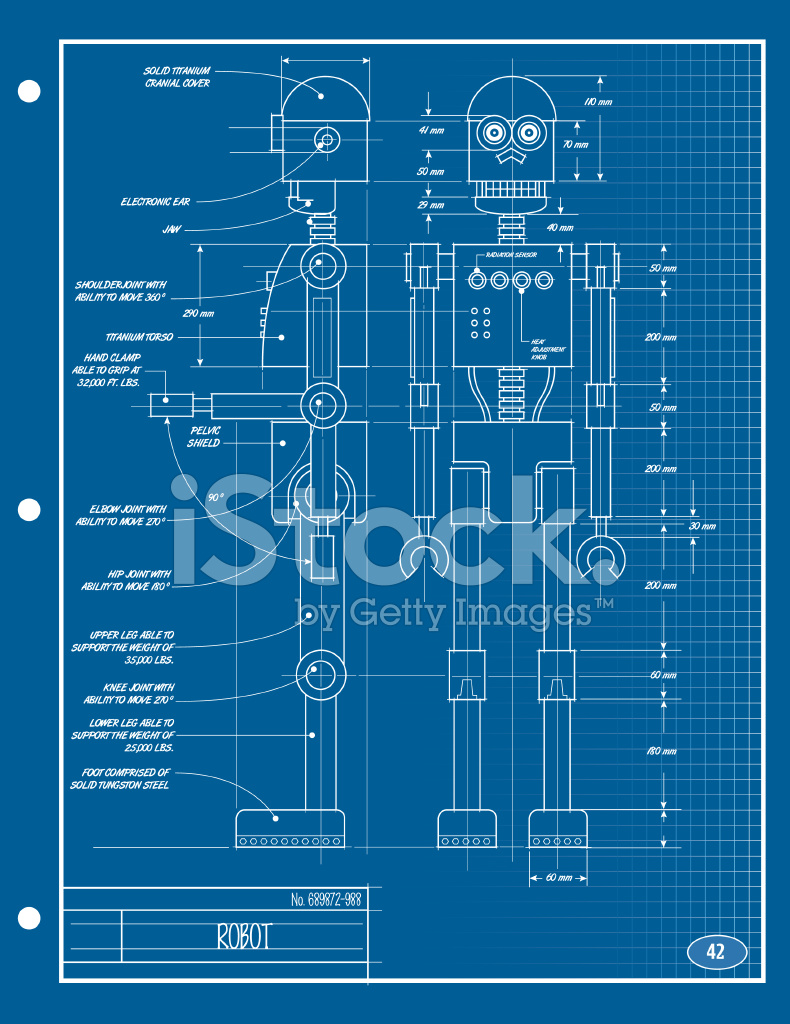 SOLID TITANIUM
CRANIAL COVER
ELECTRONIC EAR
JAW
SHOULDER JOINT WITH
ABILITY TO MOVE 360°
290 mm
TITANIUM TORSO
HAND CLAMP
ABLE TO GRIP AT
32,000 FT. LBS.
PELVIC
SHIELD
90°
ELBOW JOINT WITH
ABILITY TO MOVE 270°
HIP JOINT WITH
ABILITY TO MOVE 180°
UPPER LEG ABLE TO
SUPPORT THE WEIGHT OF
35,000 LBS.
KNEE JOINT WITH
ABILITY TO MOVE 270°
LOWER LEG ABLE TO
SUPPORT THE WEIGHT OF
25,000 LBS.
FOOT COMPRISED OF
SOLID TUNGSTON STEEL
41 mm
50 mm
29 mm
110 mm
70 mm
40 mm
RADIATOR SENSOR
HEAT
ADJUSTMENT
KNOB
50 mm
200 mm
50 mm
200 mm
30 mm
200 mm
60 mm
180 mm
60 mm
iStock.
by Getty Images™
No. 689872-988
ROBOT
42